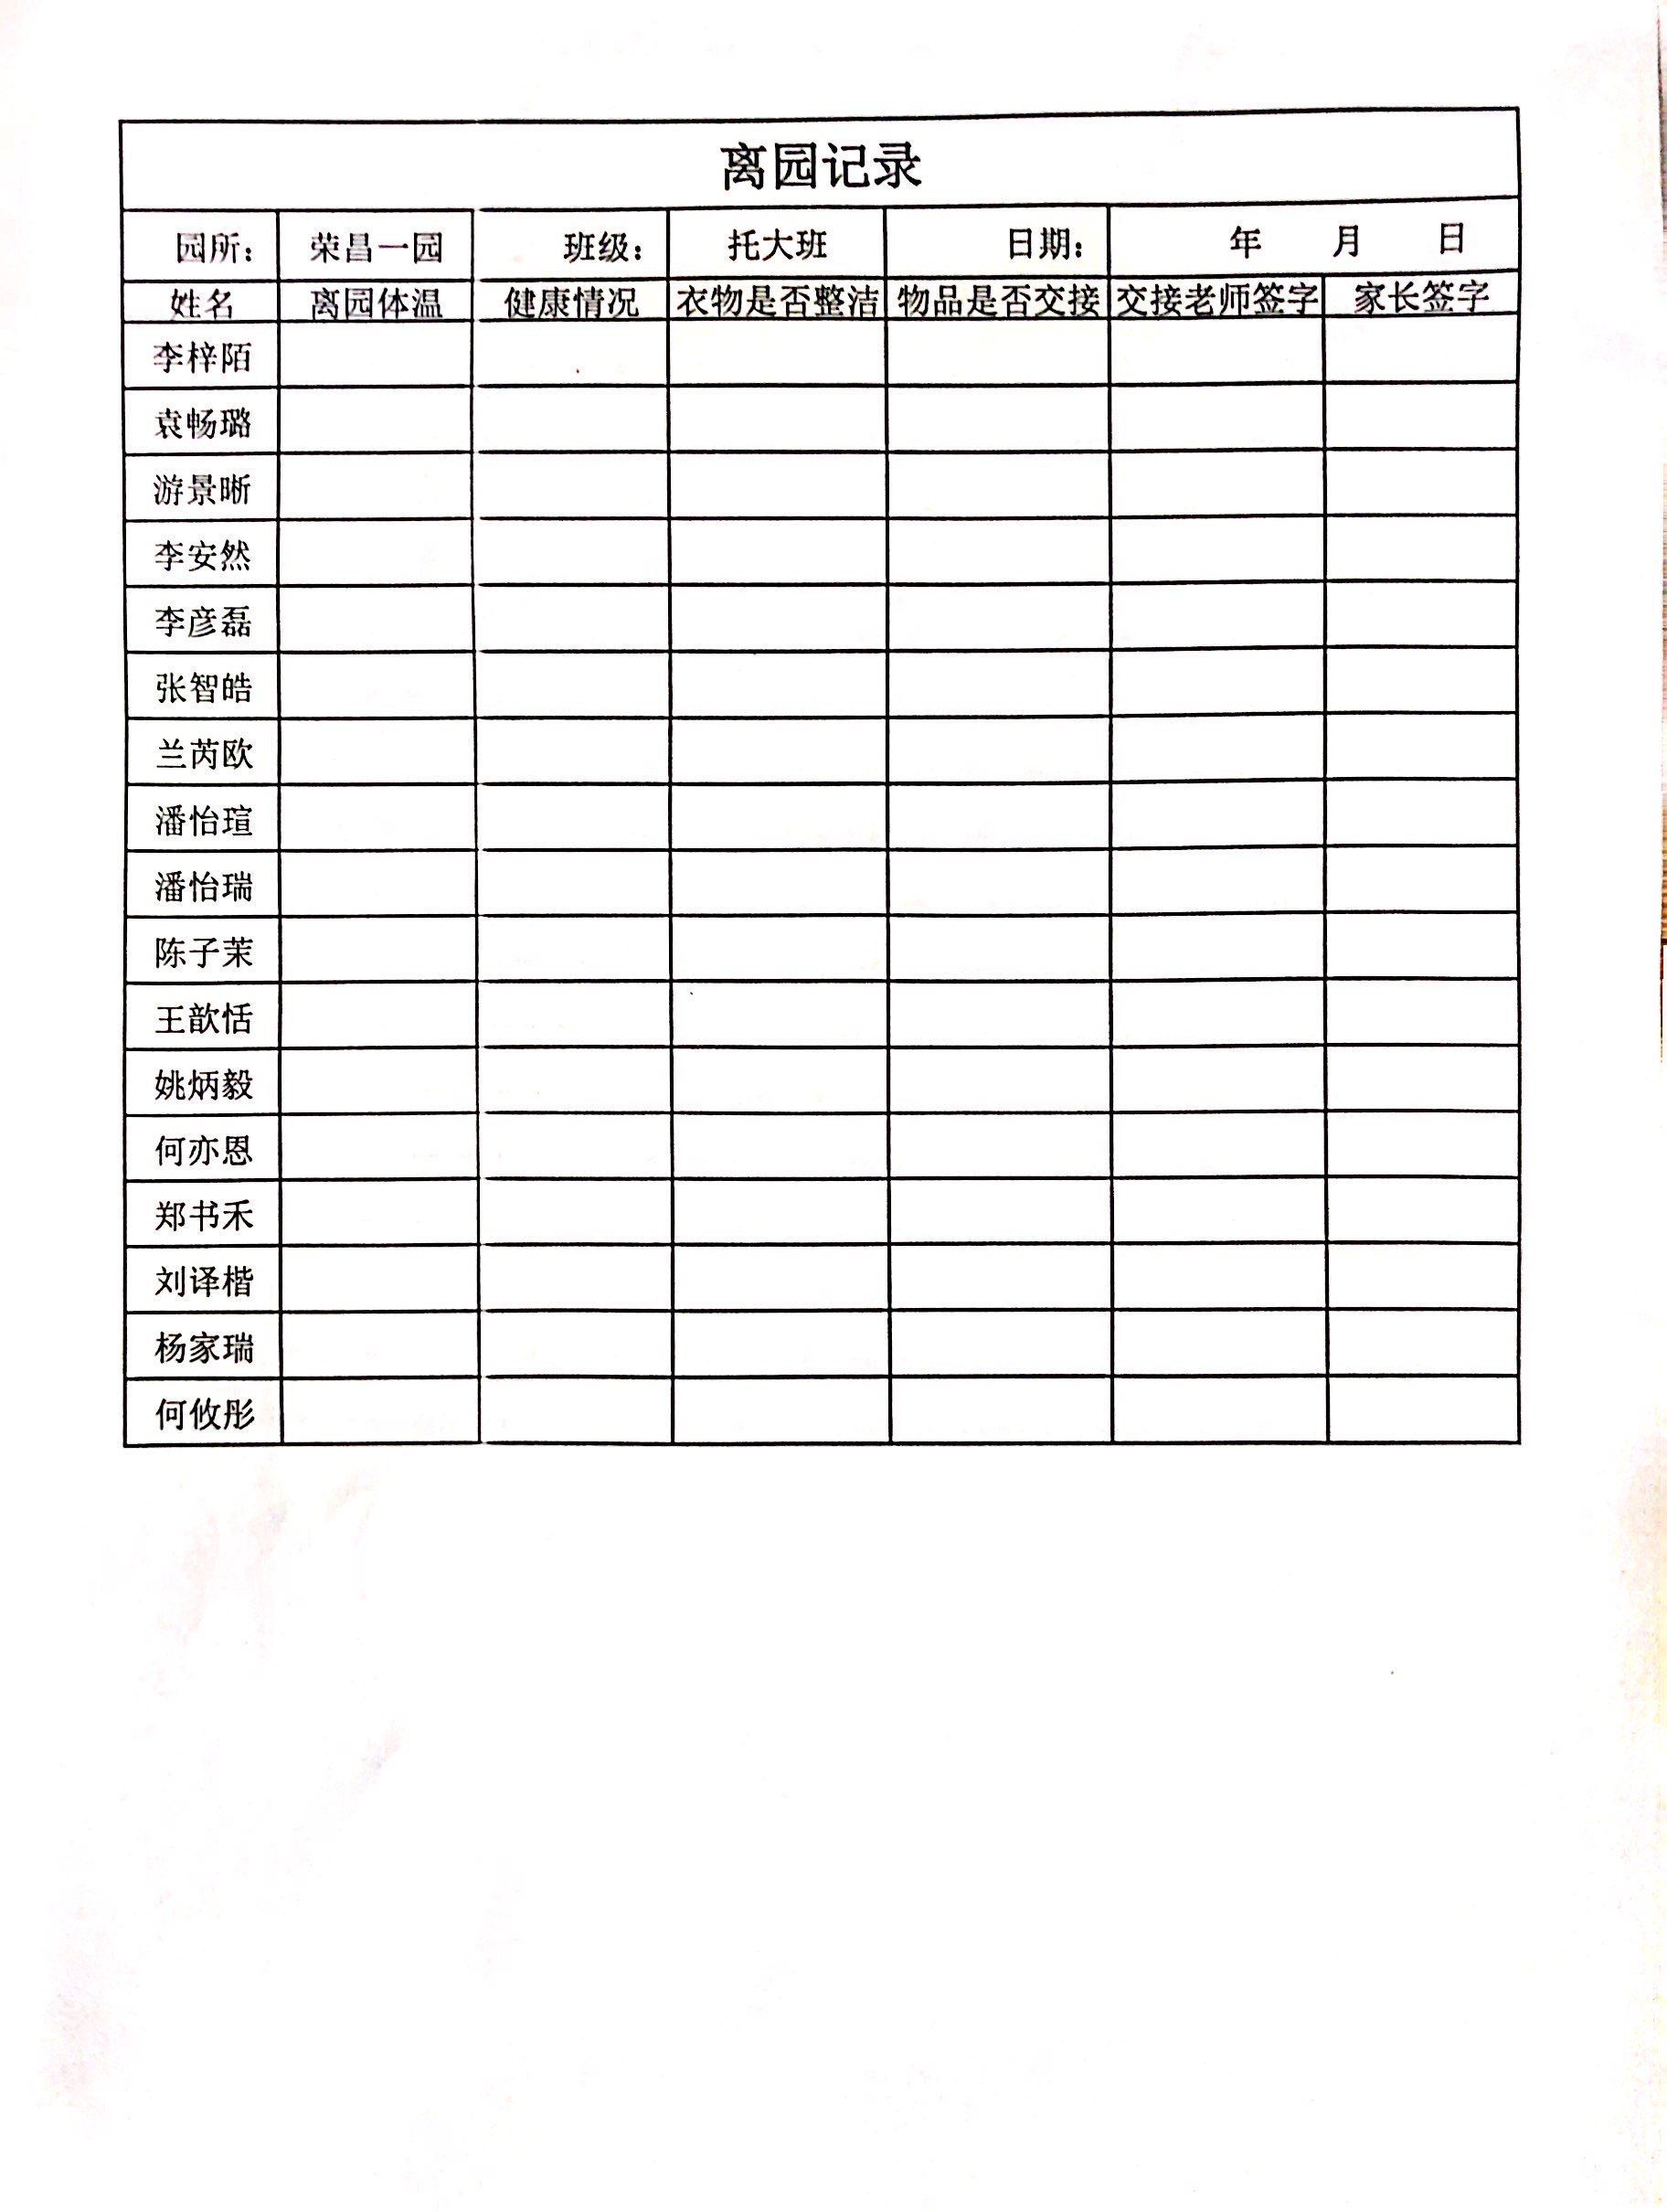 离园记录
园所： 荣昌一园 班级： 托大班 日期： 年 月 日
姓名 离园体温 健康情况 衣物是否整洁 物品是否交接 交接老师签字 家长签字
李梓陌
袁畅璐
游景晰
李安然
李彦磊
张智皓
兰芮欧
潘怡瑄
潘怡瑞
陈子茉
王歆恬
姚炳毅
何亦恩
郑书禾
刘译楷
杨家瑞
何攸彤